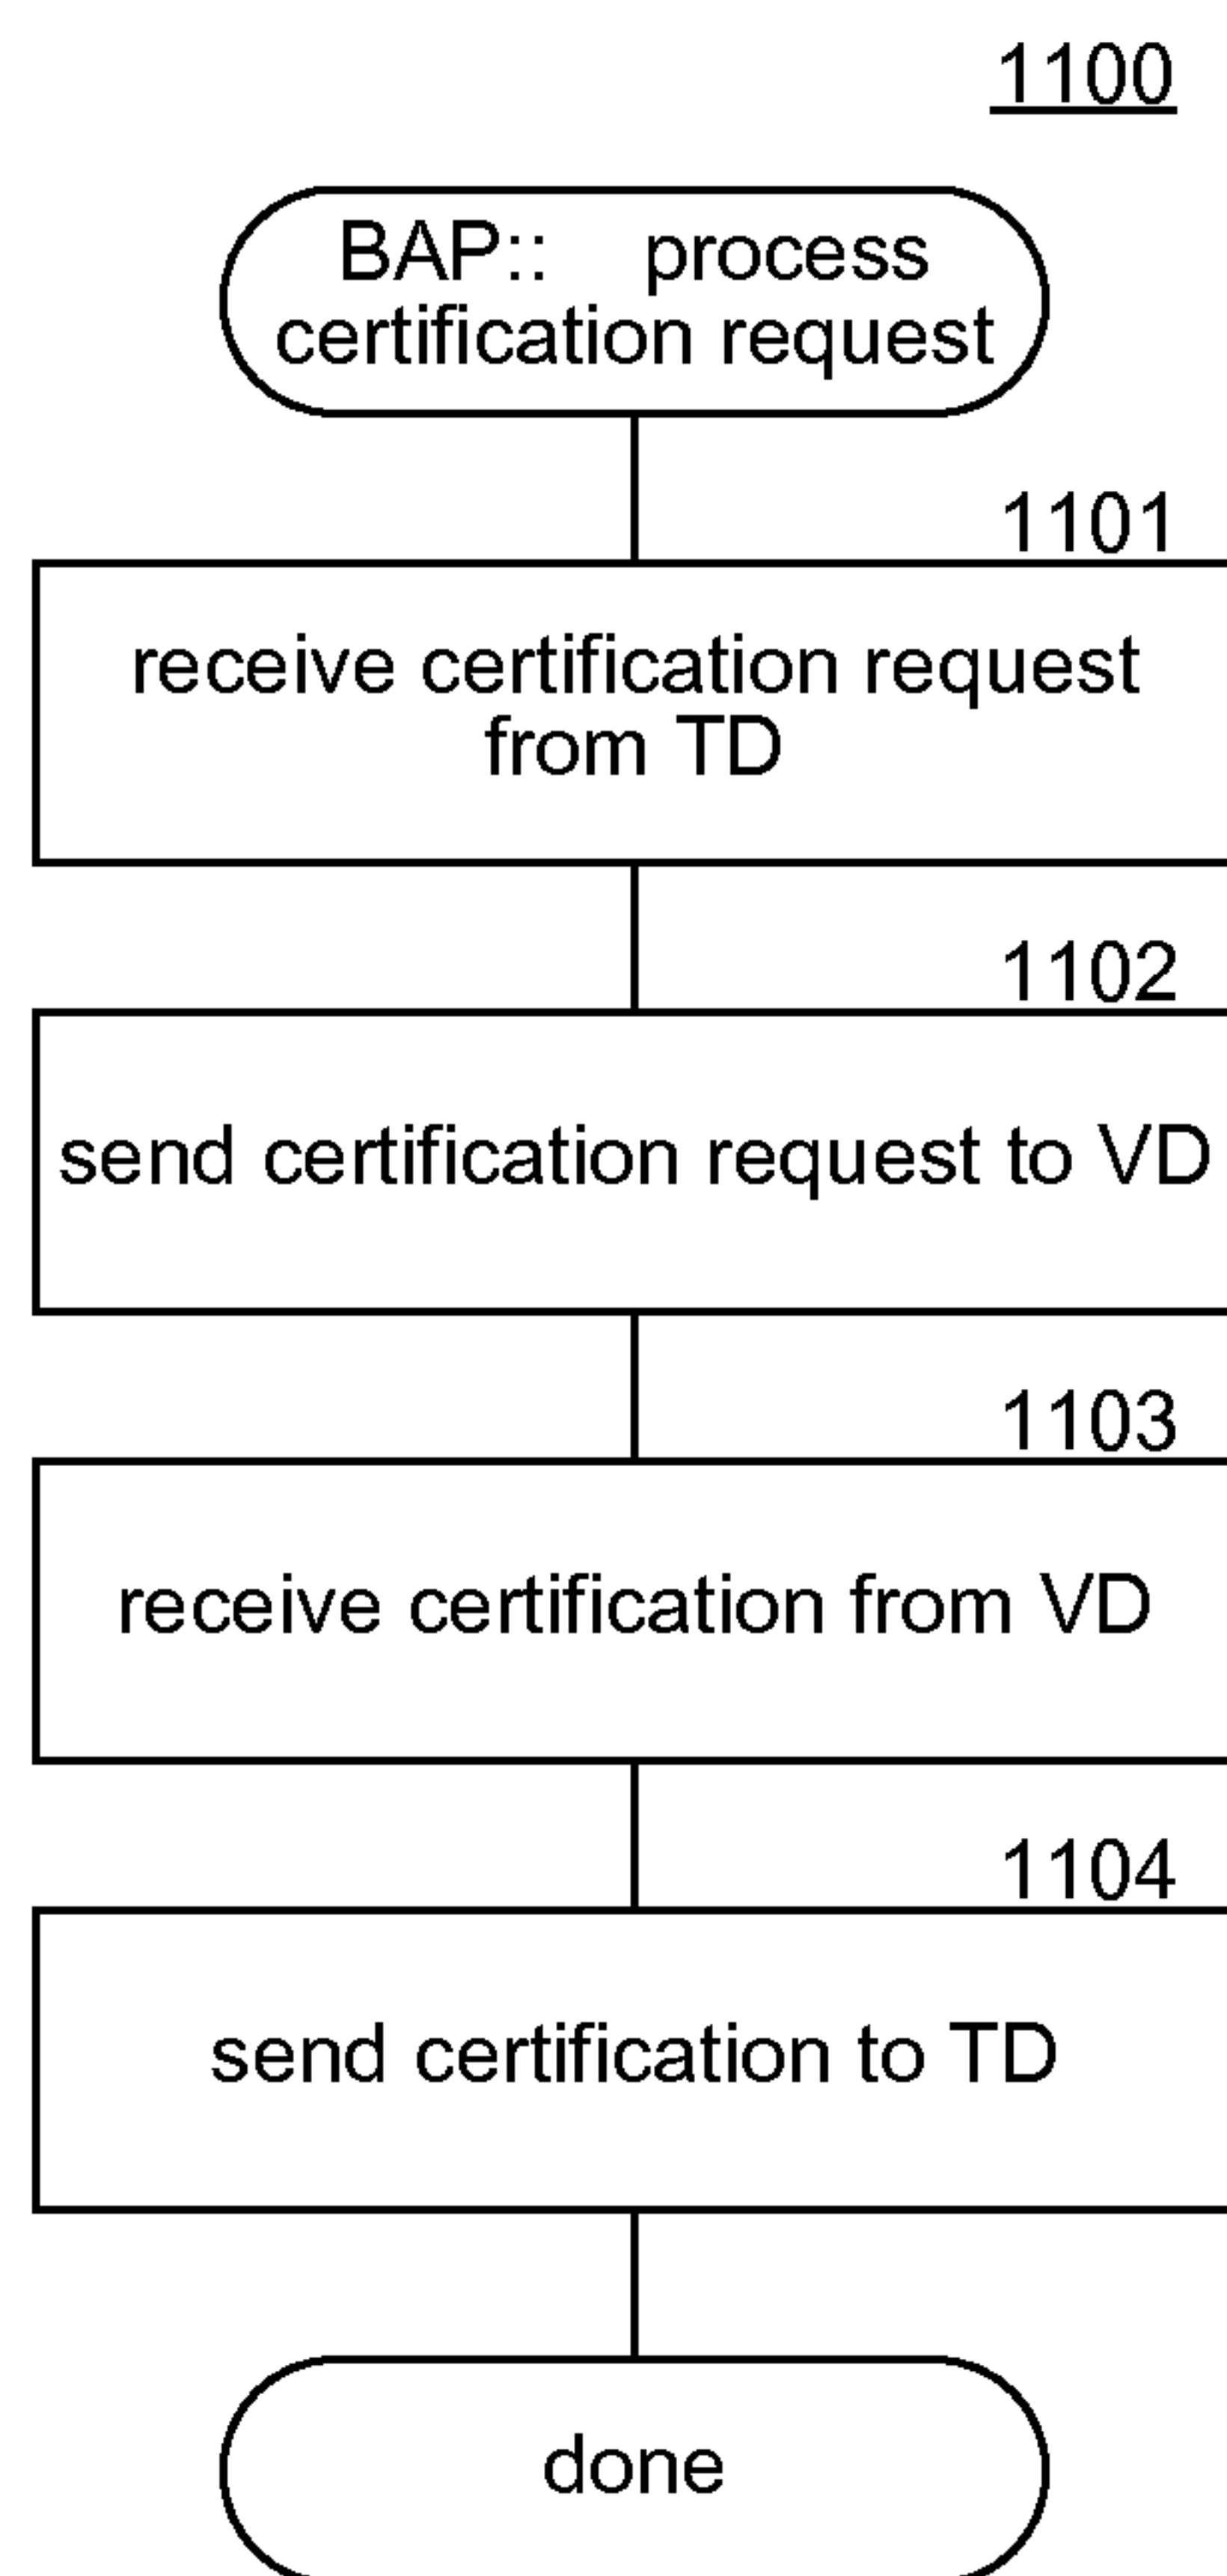 1100
BAP:: process
certification request
1101
receive certification request
from TD
1102
send certification request to VD
1103
receive certification from VD
1104
send certification to TD
done